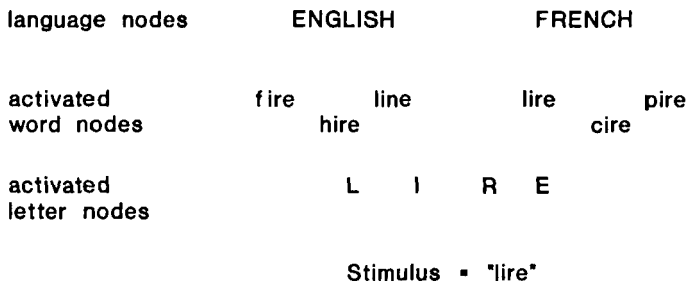 language nodes ENGLISH FRENCH
activated fire line lire pire
word nodes hire cire
activated L I R E
letter nodes
Stimulus = "lire"